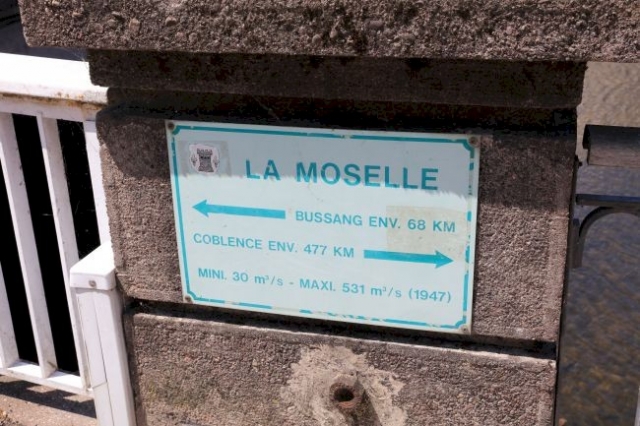 LA MOSELLE
BUSSANG ENV. 68 KM
COBLENCE ENV. 477 KM
MINI. 30 m³/s - MAXI. 531 m³/s (1947)